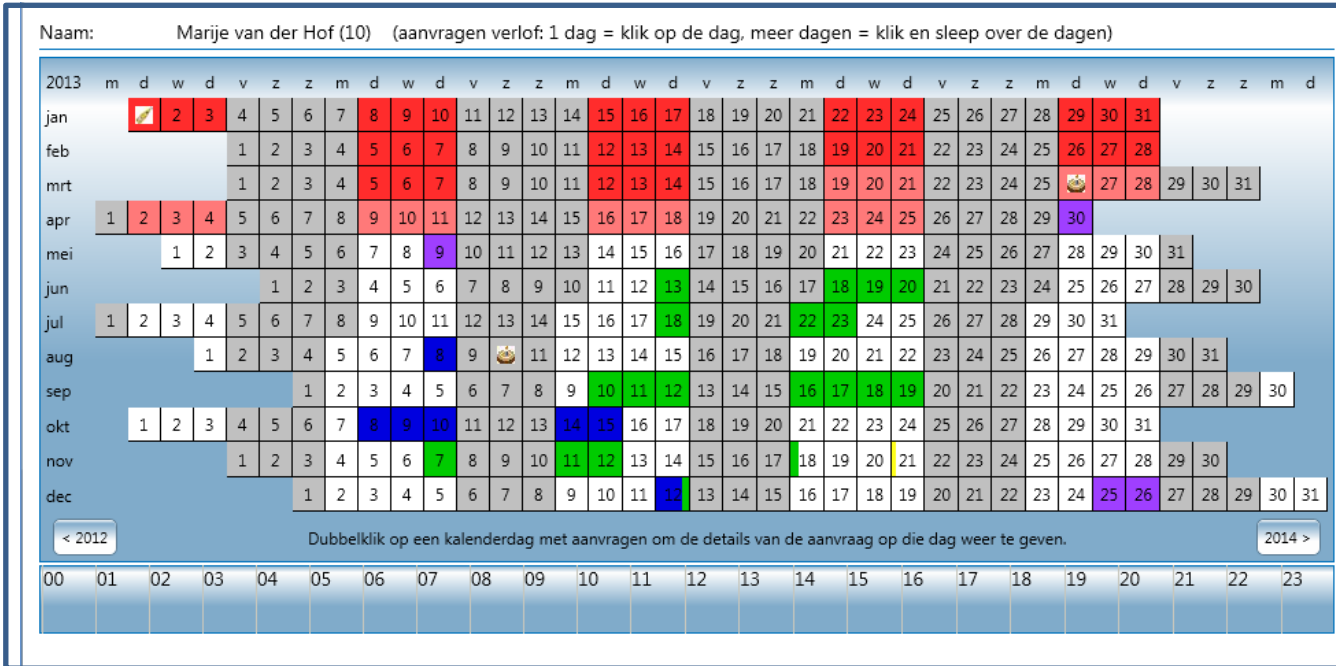 Naam: Marije van der Hof (10) (aanvragen verlof: 1 dag = klik op de dag, meer dagen = klik en sleep over de dagen)
2013 m d w d v z z m d w d v z z m d w d v z z m d w d v z z m d w d v z z m d
jan 2 3 4 5 6 7 8 9 10 11 12 13 14 15 16 17 18 19 20 21 22 23 24 25 26 27 28 29 30 31
feb 1 2 3 4 5 6 7 8 9 10 11 12 13 14 15 16 17 18 19 20 21 22 23 24 25 26 27 28
mrt 1 2 3 4 5 6 7 8 9 10 11 12 13 14 15 16 17 18 19 20 21 22 23 24 25 27 28 29 30 31
apr 1 2 3 4 5 6 7 8 9 10 11 12 13 14 15 16 17 18 19 20 21 22 23 24 25 26 27 28 29 30
mei 1 2 3 4 5 6 7 8 9 10 11 12 13 14 15 16 17 18 19 20 21 22 23 24 25 26 27 28 29 30 31
jun 1 2 3 4 5 6 7 8 9 10 11 12 13 14 15 16 17 18 19 20 21 22 23 24 25 26 27 28 29 30
jul 1 2 3 4 5 6 7 8 9 10 11 12 13 14 15 16 17 18 19 20 21 22 23 24 25 26 27 28 29 30 31
aug 1 2 3 4 5 6 7 8 9 11 12 13 14 15 16 17 18 19 20 21 22 23 24 25 26 27 28 29 30 31
sep 1 2 3 4 5 6 7 8 9 10 11 12 13 14 15 16 17 18 19 20 21 22 23 24 25 26 27 28 29 30
okt 1 2 3 4 5 6 7 8 9 10 11 12 13 14 15 16 17 18 19 20 21 22 23 24 25 26 27 28 29 30 31
nov 1 2 3 4 5 6 7 8 9 10 11 12 13 14 15 16 17 18 19 20 21 22 23 24 25 26 27 28 29 30
dec 1 2 3 4 5 6 7 8 9 10 11 12 13 14 15 16 17 18 19 20 21 22 23 24 25 26 27 28 29 30 31
< 2012 Dubbelklik op een kalenderdag met aanvragen om de details van de aanvraag op die dag weer te geven. 2014 >
00 01 02 03 04 05 06 07 08 09 10 11 12 13 14 15 16 17 18 19 20 21 22 23